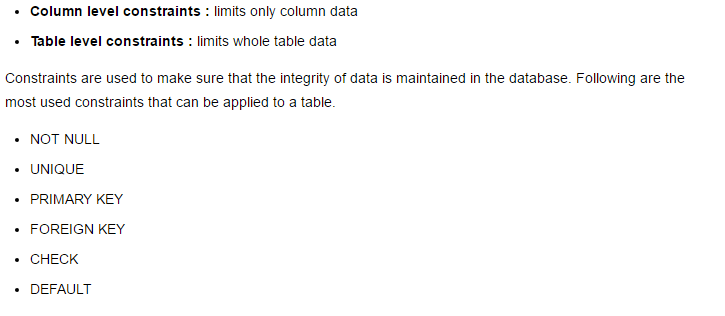 Column level constraints : limits only column data
Table level constraints : limits whole table data
Constraints are used to make sure that the integrity of data is maintained in the database. Following are the
most used constraints that can be applied to a table.
NOT NULL
UNIQUE
PRIMARY KEY
FOREIGN KEY
CHECK
DEFAULT